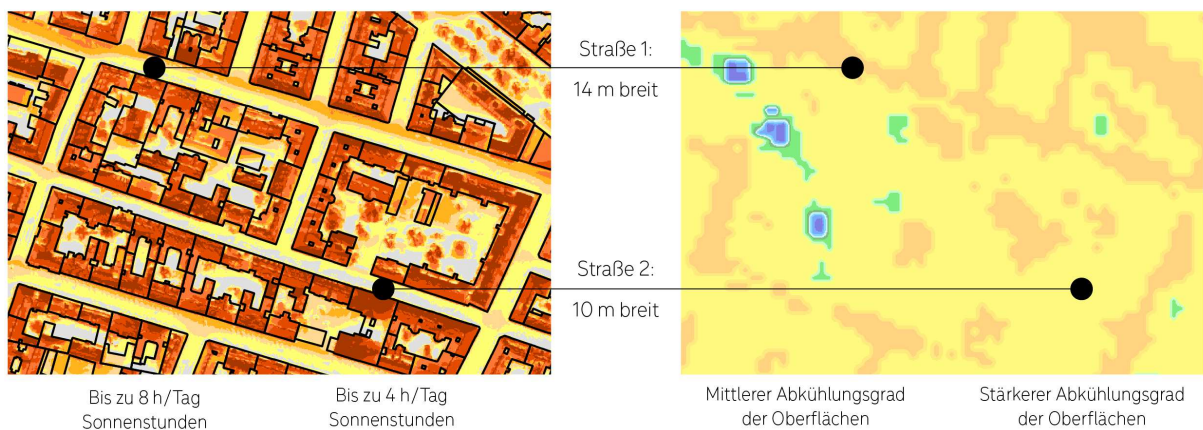 Straße 1:
14 m breit
Straße 2:
10 m breit
Bis zu 8 h/Tag
Sonnenstunden
Bis zu 4 h/Tag
Sonnenstunden
Mittlerer Abkühlungsgrad
der Oberflächen
Stärkerer Abkühlungsgrad
der Oberflächen